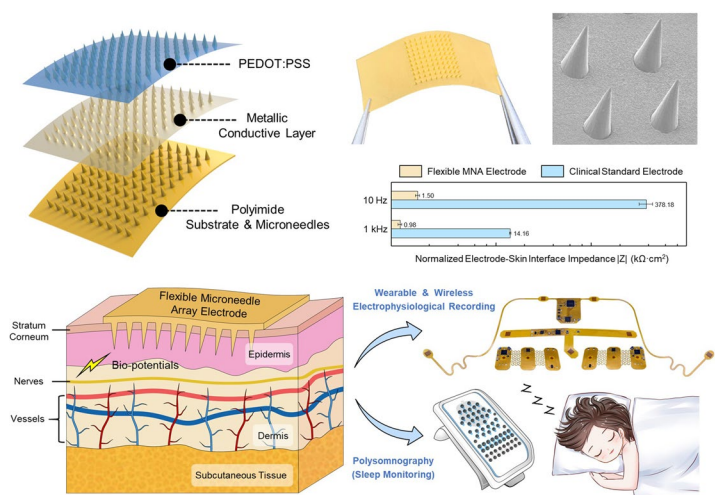 PEDOT:PSS
Metallic
Conductive Layer
Polyimide
Substrate & Microneedles
Flexible MNA Electrode
Clinical Standard Electrode
10 Hz
1.50
378.18
1 kHz
0.98
14.16
Normalized Electrode-Skin Interface Impedance |Z| (kΩ·cm²)
Flexible Microneedle
Array Electrode
Stratum
Corneum
Epidermis
Bio-potentials
Nerves
Vessels
Dermis
Subcutaneous Tissue
Wearable & Wireless
Electrophysiological Recording
Polysomnography
(Sleep Monitoring)
Z Z Z